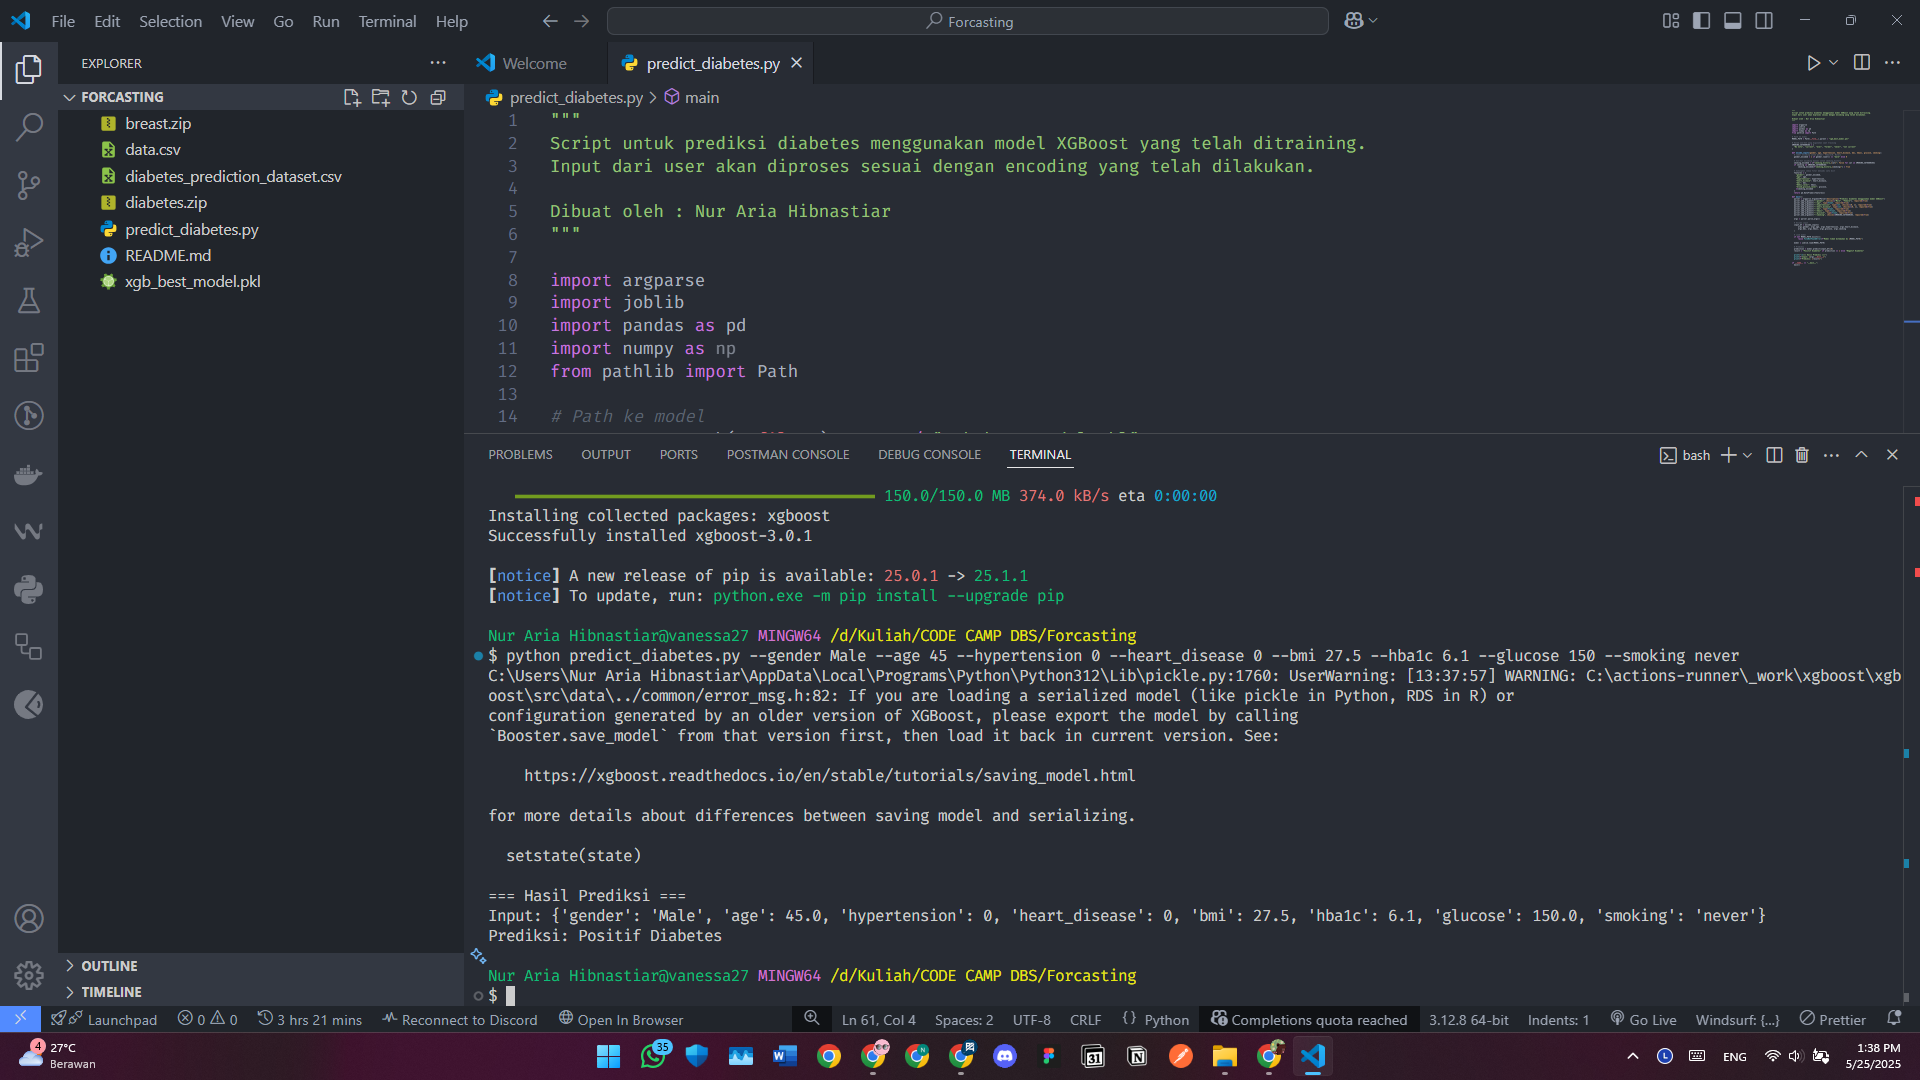 File Edit Selection View Go Run Terminal Help
Forcasting
EXPLORER
FORCASTING
breast.zip
data.csv
diabetes_prediction_dataset.csv
diabetes.zip
predict_diabetes.py
README.md
xgb_best_model.pkl
OUTLINE
TIMELINE
Welcome
predict_diabetes.py
predict_diabetes.py > main
1 """
2 Script untuk prediksi diabetes menggunakan model XGBoost yang telah ditraining.
3 Input dari user akan diproses sesuai dengan encoding yang telah dilakukan.
4
5 Dibuat oleh : Nur Aria Hibnastiar
6 """
7
8 import argparse
9 import joblib
10 import pandas as pd
11 import numpy as np
12 from pathlib import Path
13
14 # Path ke model
PROBLEMS OUTPUT PORTS POSTMAN CONSOLE DEBUG CONSOLE TERMINAL
bash
150.0/150.0 MB 374.0 kB/s eta 0:00:00
Installing collected packages: xgboost
Successfully installed xgboost-3.0.1
[notice] A new release of pip is available: 25.0.1 -> 25.1.1
[notice] To update, run: python.exe -m pip install --upgrade pip
Nur Aria Hibnastiar@vanessa27 MINGW64 /d/Kuliah/CODE CAMP DBS/Forcasting
$ python predict_diabetes.py --gender Male --age 45 --hypertension 0 --heart_disease 0 --bmi 27.5 --hba1c 6.1 --glucose 150 --smoking never
C:\Users\Nur Aria Hibnastiar\AppData\Local\Programs\Python\Python312\Lib\pickle.py:1760: UserWarning: [13:37:57] WARNING: C:\actions-runner\_work\xgboost\xgb
oost\src\data\../common/error_msg.h:82: If you are loading a serialized model (like pickle in Python, RDS in R) or
configuration generated by an older version of XGBoost, please export the model by calling
`Booster.save_model` from that version first, then load it back in current version. See:
https://xgboost.readthedocs.io/en/stable/tutorials/saving_model.html
for more details about differences between saving model and serializing.
setstate(state)
=== Hasil Prediksi ===
Input: {'gender': 'Male', 'age': 45.0, 'hypertension': 0, 'heart_disease': 0, 'bmi': 27.5, 'hba1c': 6.1, 'glucose': 150.0, 'smoking': 'never'}
Prediksi: Positif Diabetes
Nur Aria Hibnastiar@vanessa27 MINGW64 /d/Kuliah/CODE CAMP DBS/Forcasting
$
Launchpad 0 0 3 hrs 21 mins Reconnect to Discord Open In Browser Ln 61, Col 4 Spaces: 2 UTF-8 CRLF {} Python Completions quota reached 3.12.8 64-bit Indents: 1 Go Live Windsurf: {...} Prettier
4 27°C
Berawan
35
31
ENG
1:38 PM
5/25/2025